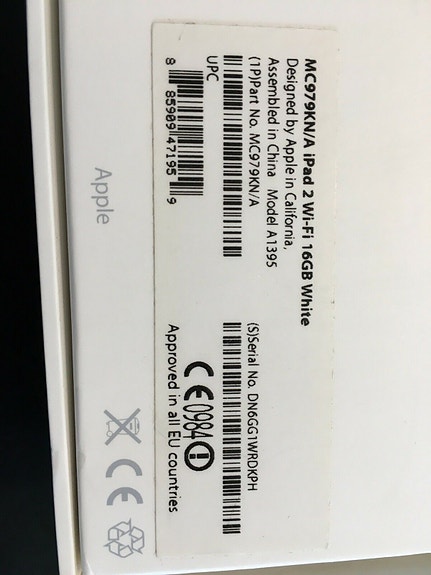 MC979KN/A iPad 2 Wi-Fi 16GB White
Designed by Apple in California,
Assembled in China Model A1395
(1P)Part No. MC979KN/A
(S)Serial No. DN6GG1WRDKPH
UPC
8 85909 47195 9
CE0984
Approved in all EU countries
Apple
CE